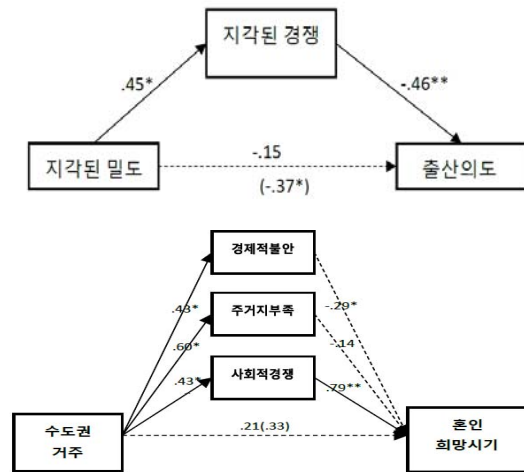 지각된 경쟁
.45*
-.46**
지각된 밀도
-.15
출산의도
(-.37*)
경제적불안
.43*
-.29*
주거지부족
.60*
-.14
사회적경쟁
.43*
.79**
수도권
거주
.21(.33)
혼인
희망시기